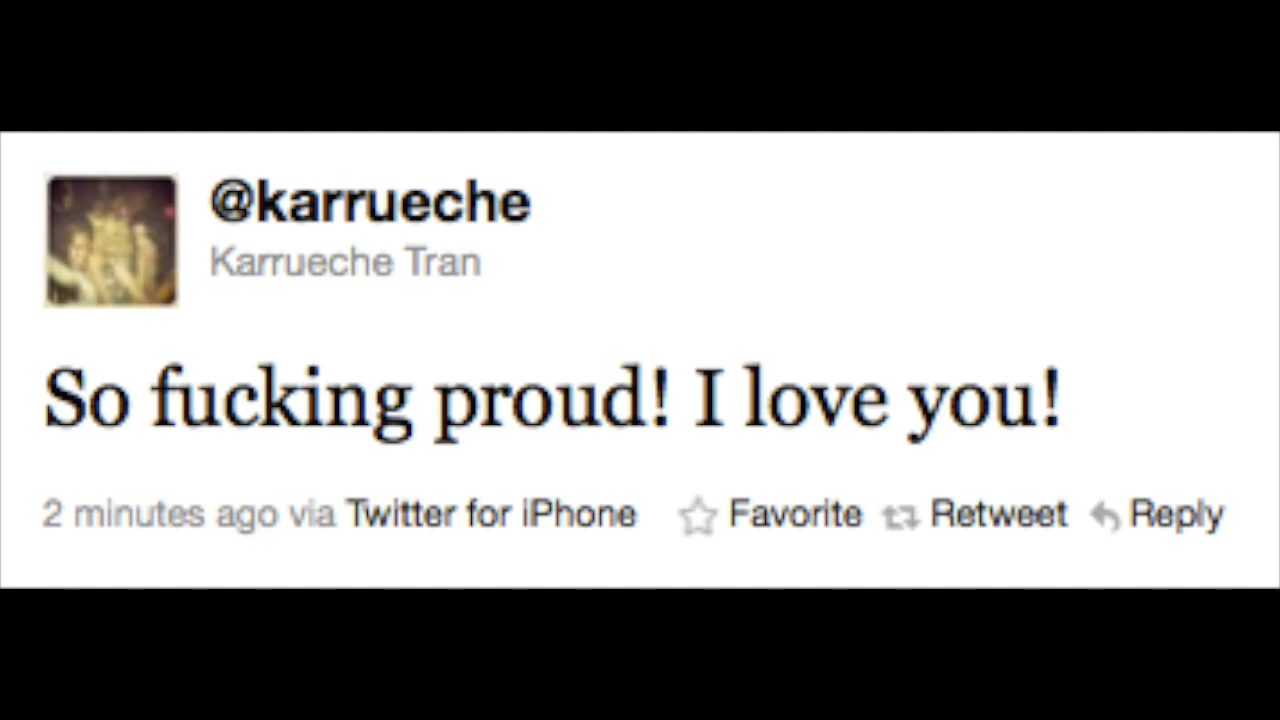 @karrueche
Karrueche Tran
So fucking proud! I love you!
2 minutes ago via Twitter for iPhone Favorite Retweet Reply